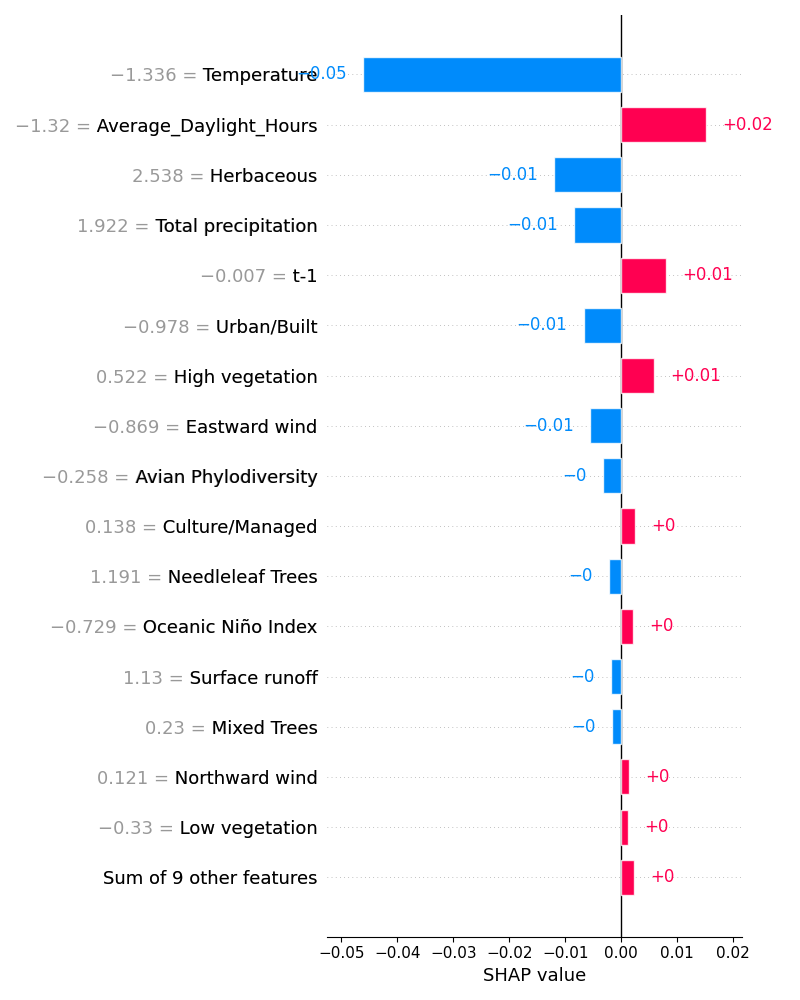 −1.336 = Temperature −0.05
−1.32 = Average_Daylight_Hours +0.02
2.538 = Herbaceous −0.01
1.922 = Total precipitation −0.01
−0.007 = t-1 +0.01
−0.978 = Urban/Built −0.01
0.522 = High vegetation +0.01
−0.869 = Eastward wind −0.01
−0.258 = Avian Phylodiversity −0
0.138 = Culture/Managed +0
1.191 = Needleleaf Trees −0
−0.729 = Oceanic Niño Index +0
1.13 = Surface runoff −0
0.23 = Mixed Trees −0
0.121 = Northward wind +0
−0.33 = Low vegetation +0
Sum of 9 other features +0
−0.05 −0.04 −0.03 −0.02 −0.01 0.00 0.01 0.02
SHAP value